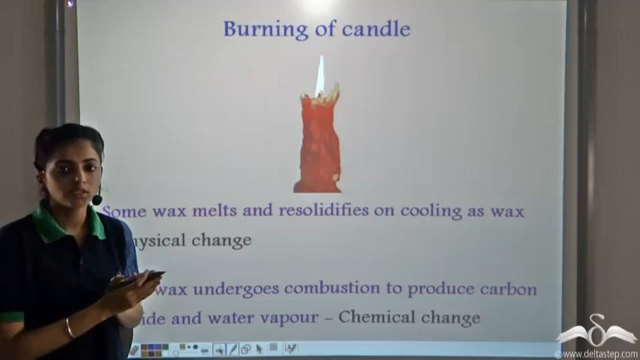 Burning of candle
Some wax melts and resolidifies on cooling as wax
hysical change
wax undergoes combustion to produce carbon
ide and water vapour – Chemical change
www.deltastep.com